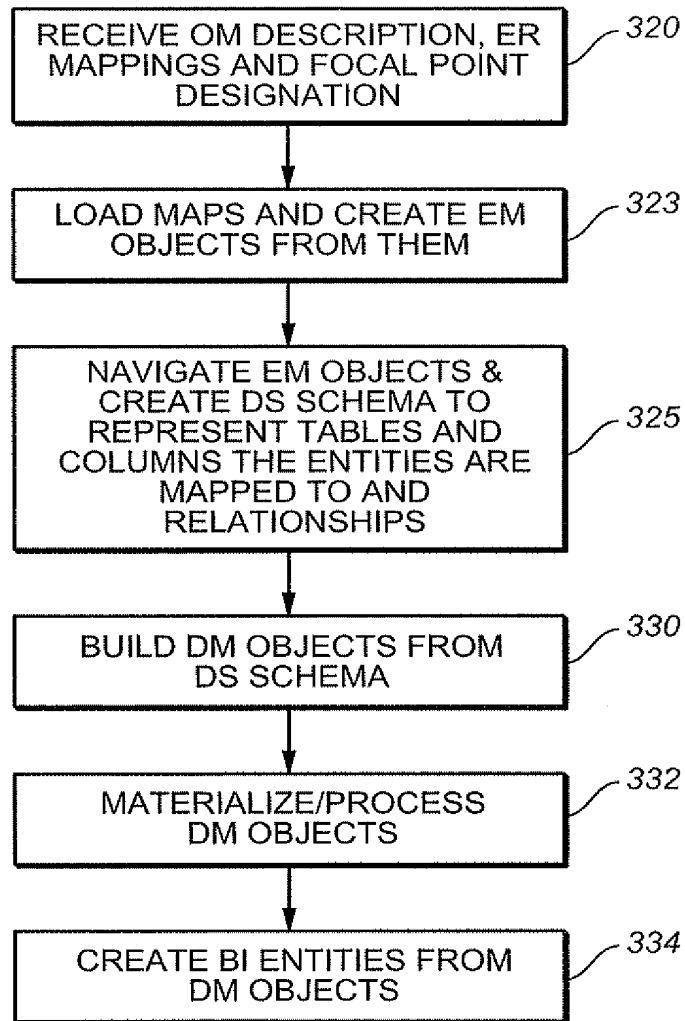 RECEIVE OM DESCRIPTION, ER
MAPPINGS AND FOCAL POINT
DESIGNATION
320
LOAD MAPS AND CREATE EM
OBJECTS FROM THEM
323
NAVIGATE EM OBJECTS &
CREATE DS SCHEMA TO
REPRESENT TABLES AND
COLUMNS THE ENTITIES ARE
MAPPED TO AND
RELATIONSHIPS
325
BUILD DM OBJECTS FROM
DS SCHEMA
330
MATERIALIZE/PROCESS
DM OBJECTS
332
CREATE BI ENTITIES FROM
DM OBJECTS
334